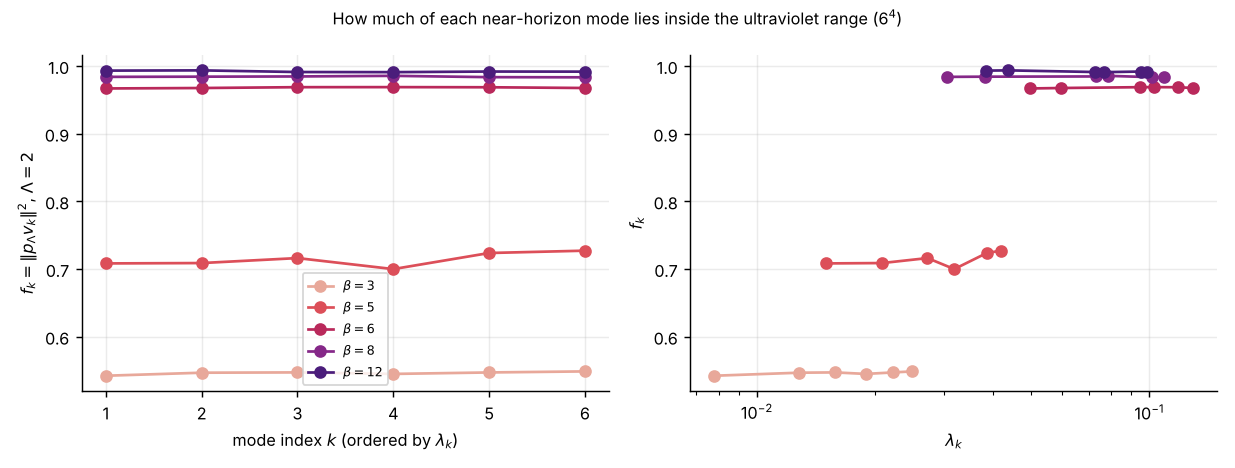 How much of each near-horizon mode lies inside the ultraviolet range (6⁴)
f_k = ||p_Λ v_k||², Λ = 2
1.0
0.9
0.8
0.7
0.6
β = 3
β = 5
β = 6
β = 8
β = 12
1 2 3 4 5 6
mode index k (ordered by λ_k)
f_k
1.0
0.9
0.8
0.7
0.6
10⁻² 10⁻¹
λ_k